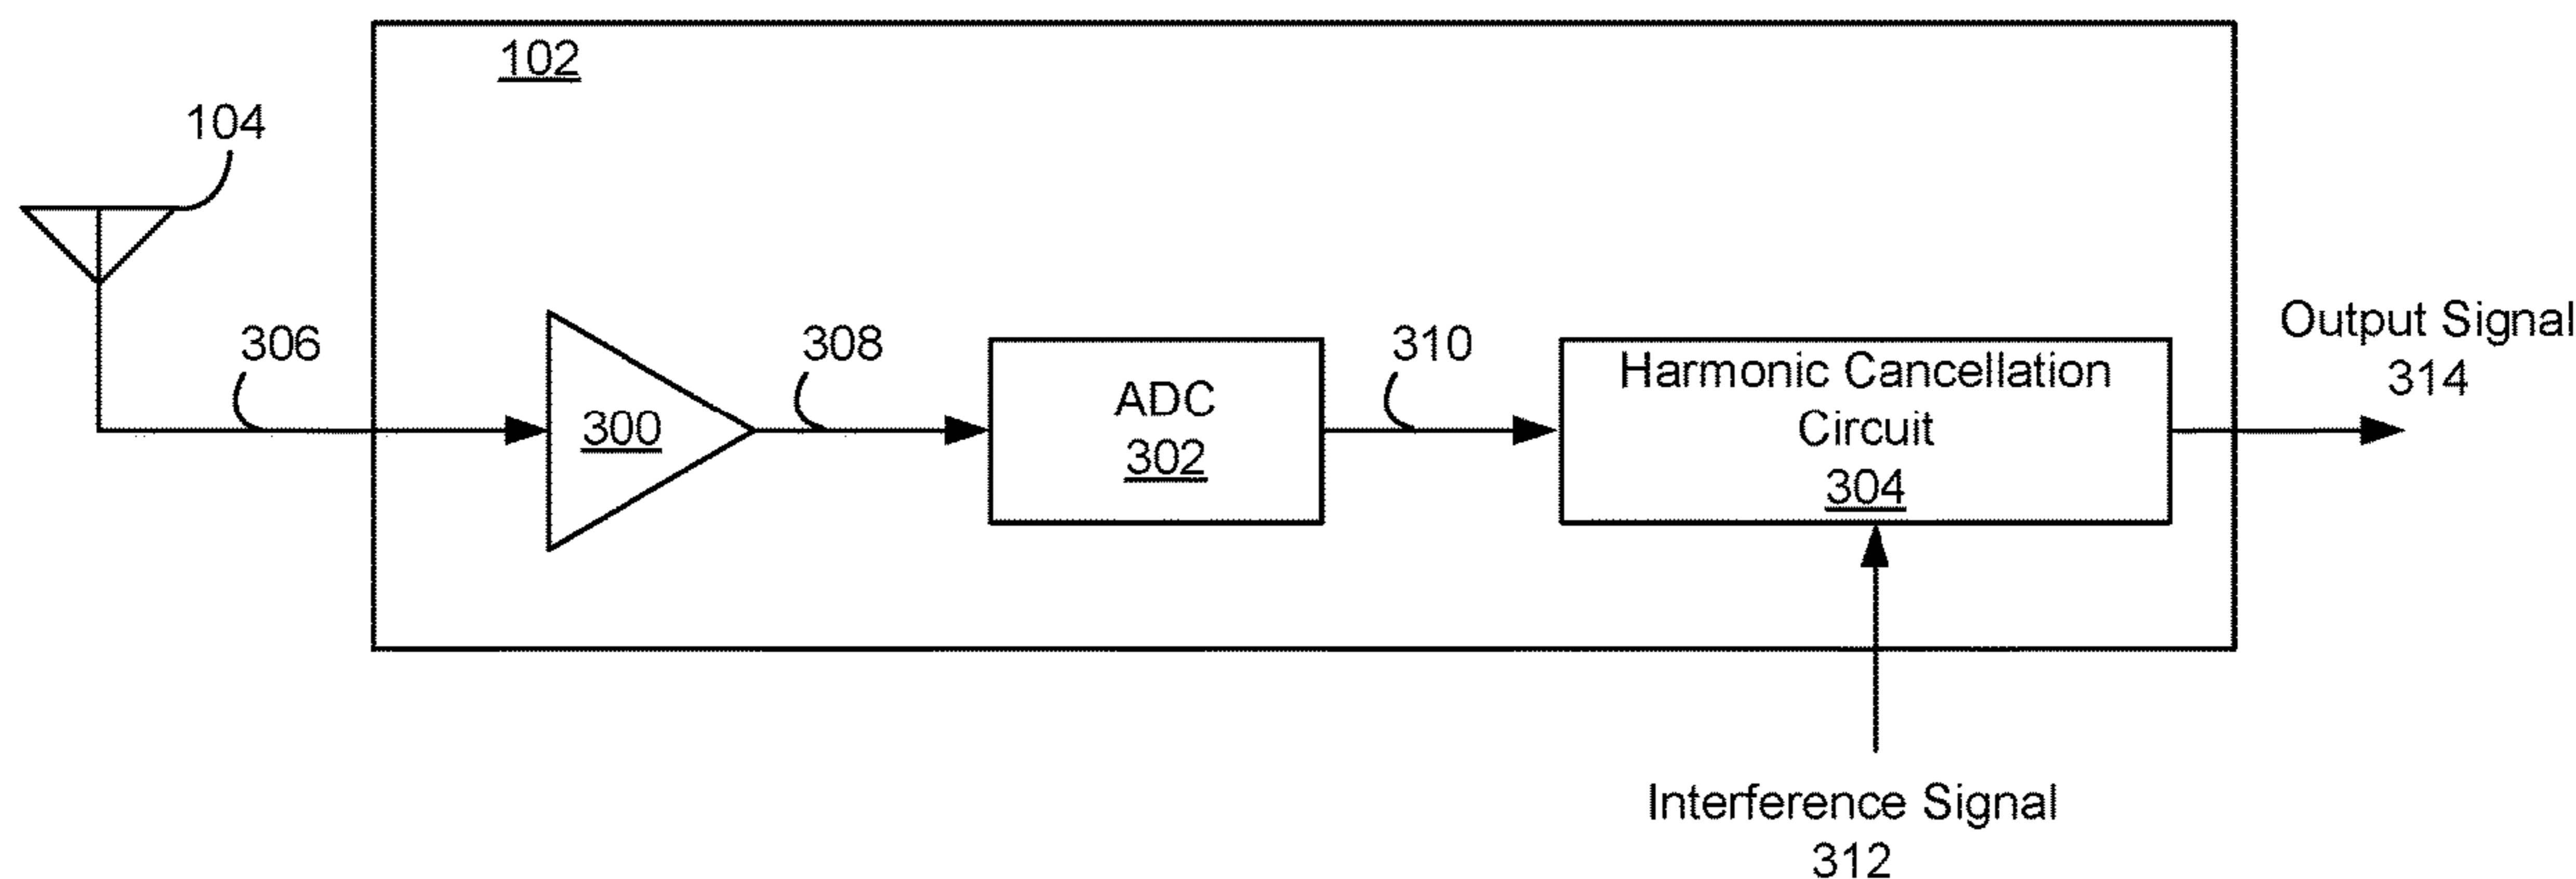 102
104
306
300
308
ADC
302
310
Harmonic Cancellation
Circuit
304
Output Signal
314
Interference Signal
312